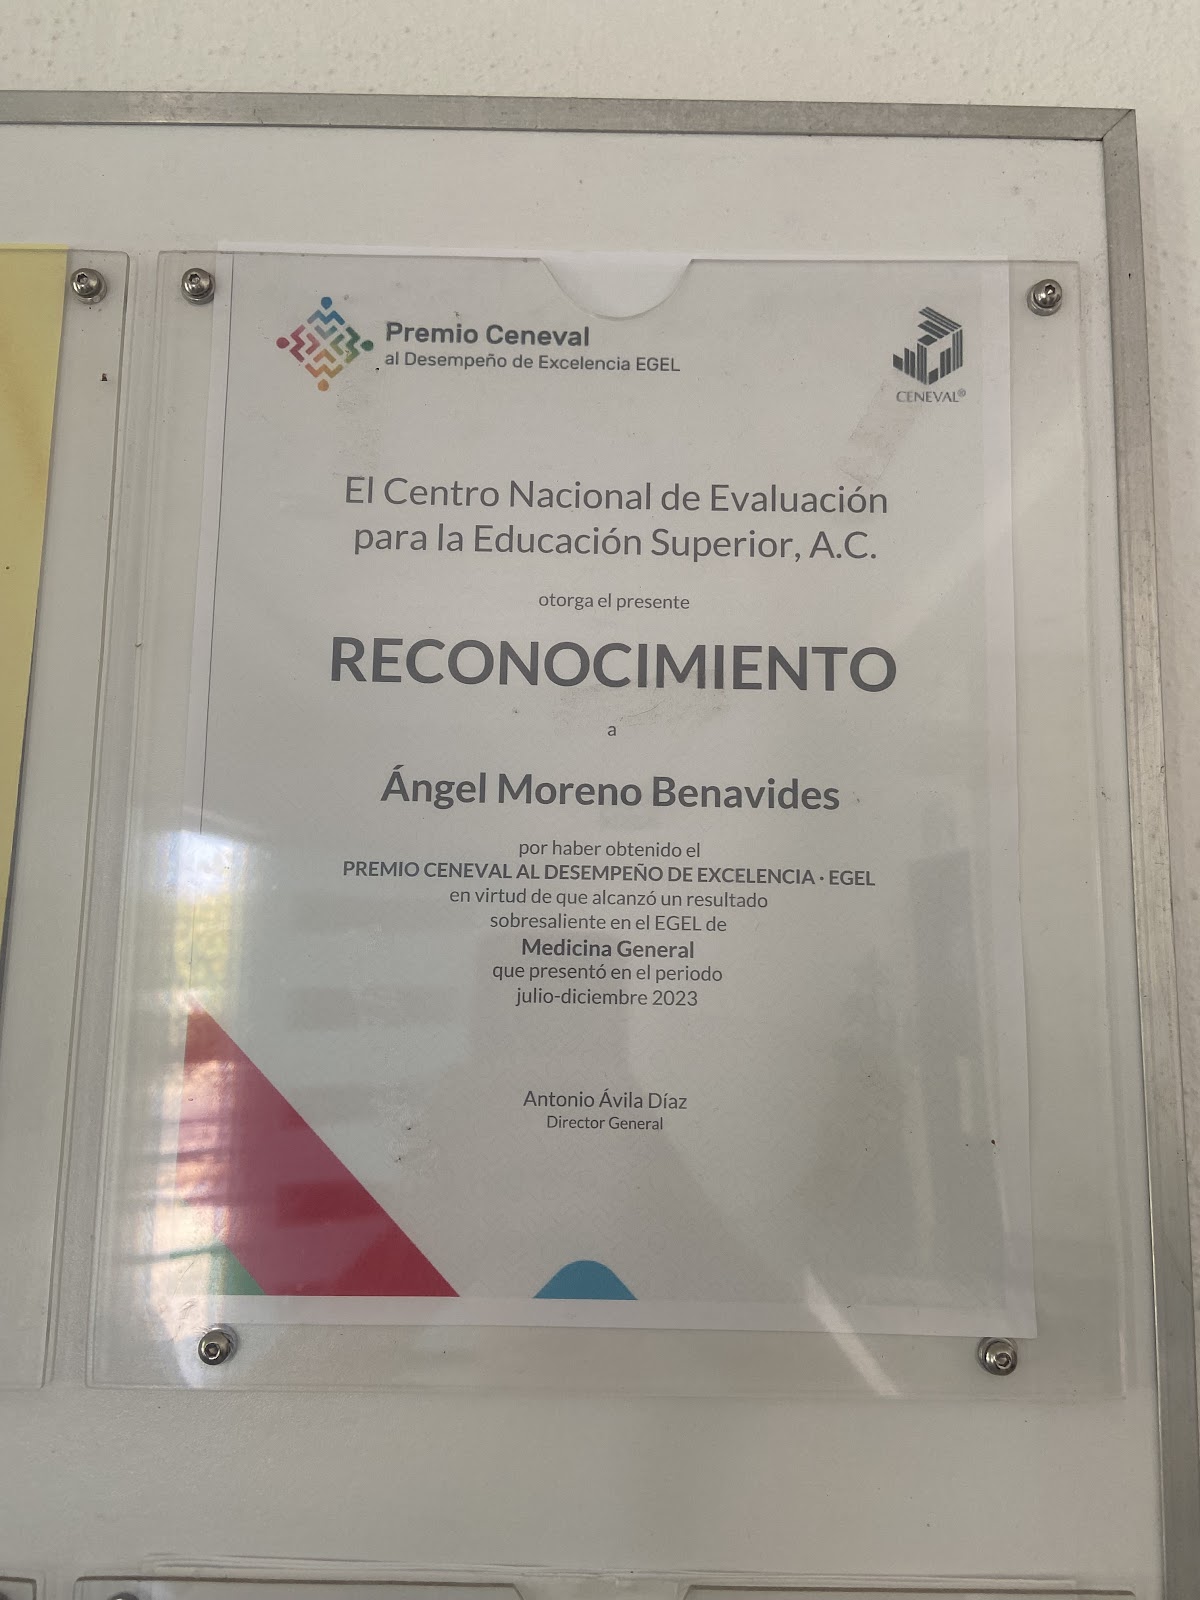 Premio Ceneval
al Desempeño de Excelencia EGEL
CENEVAL®
El Centro Nacional de Evaluación
para la Educación Superior, A.C.
otorga el presente
RECONOCIMIENTO
a
Ángel Moreno Benavides
por haber obtenido el
PREMIO CENEVAL AL DESEMPEÑO DE EXCELENCIA · EGEL
en virtud de que alcanzó un resultado
sobresaliente en el EGEL de
Medicina General
que presentó en el periodo
julio-diciembre 2023
Antonio Ávila Díaz
Director General